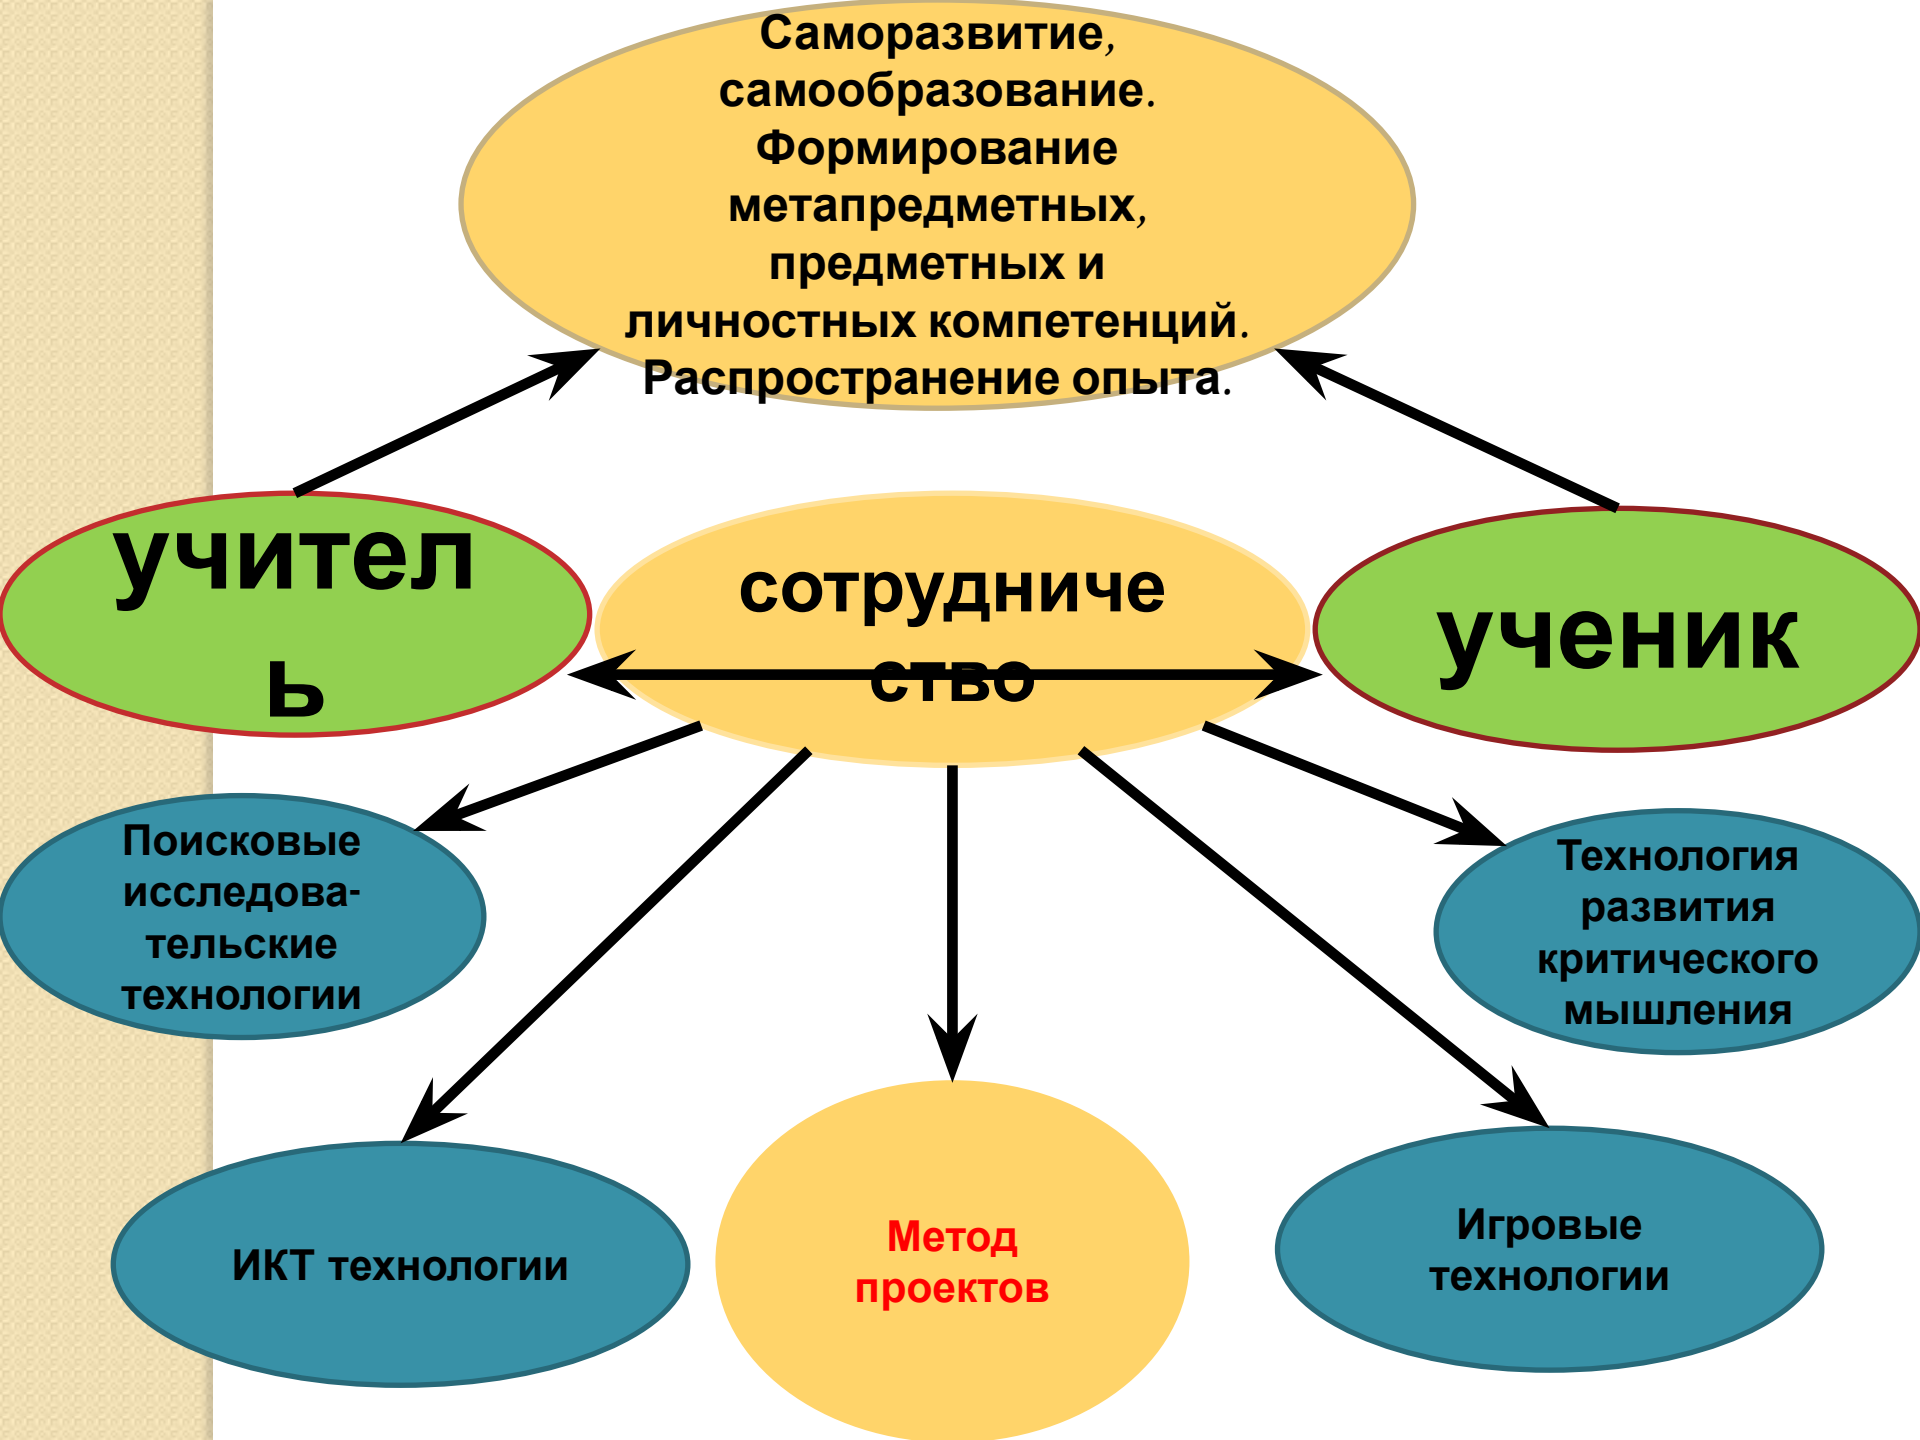 Саморазвитие,
самообразование.
Формирование
метапредметных,
предметных и
личностных компетенций.
Распространение опыта.
учител
ь
сотрудниче
ство
ученик
Поисковые
исследова-
тельские
технологии
Технология
развития
критического
мышления
ИКТ технологии
Метод
проектов
Игровые
технологии